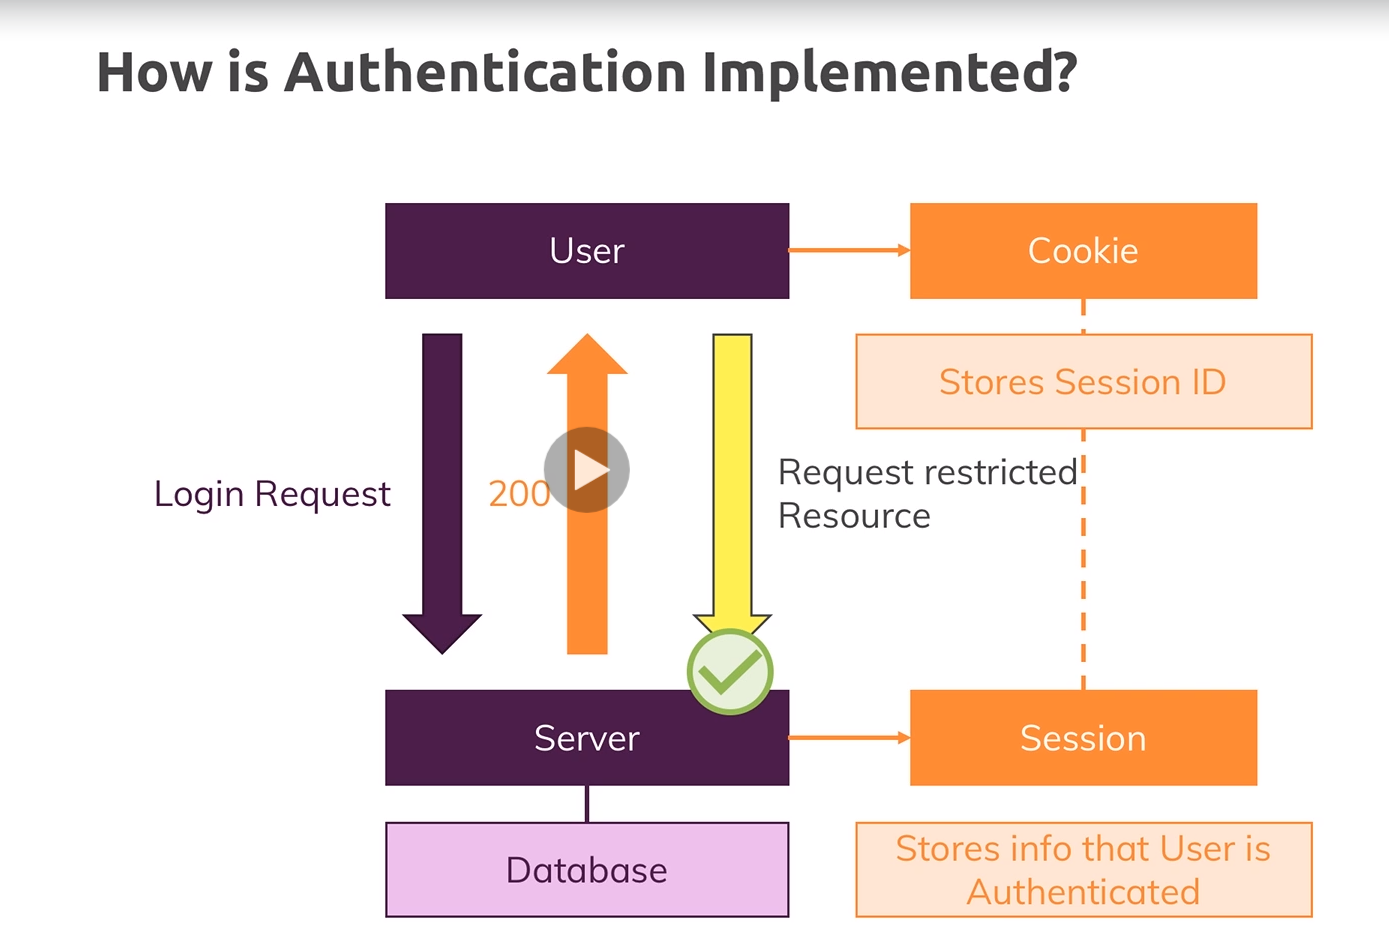 How is Authentication Implemented?
User
Cookie
Stores Session ID
Login Request
200
Request restricted
Resource
Server
Session
Database
Stores info that User is
Authenticated